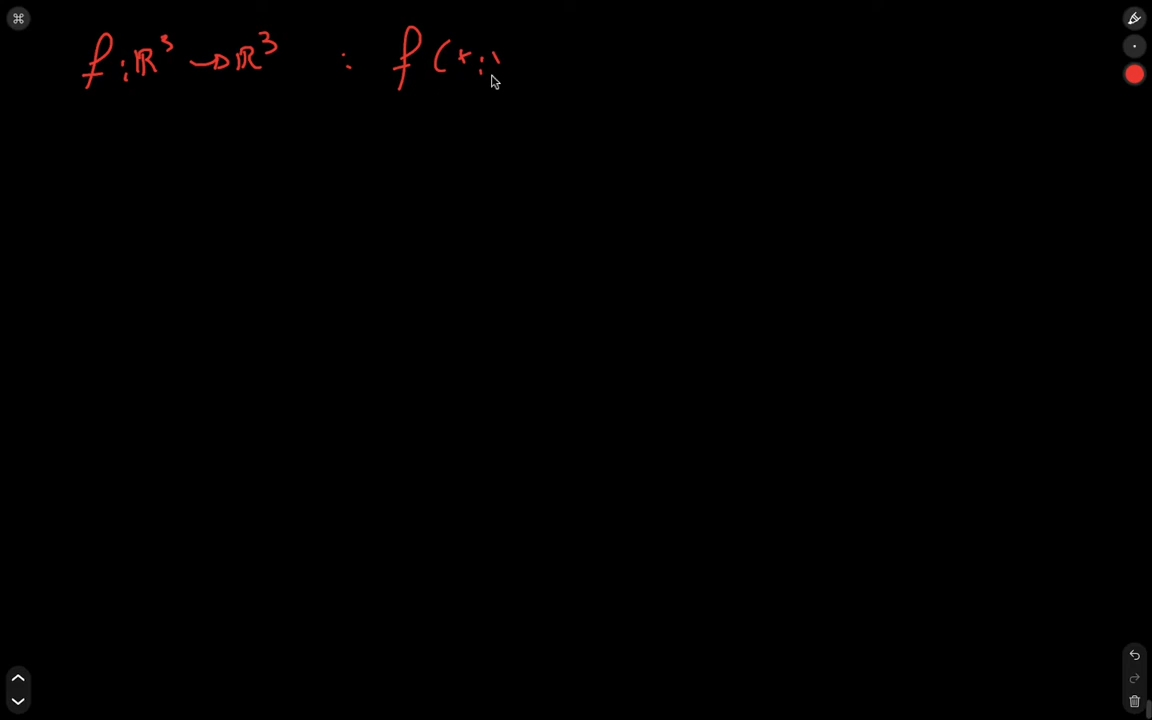 f : ℝ³ → ℝ³ : f (x ;